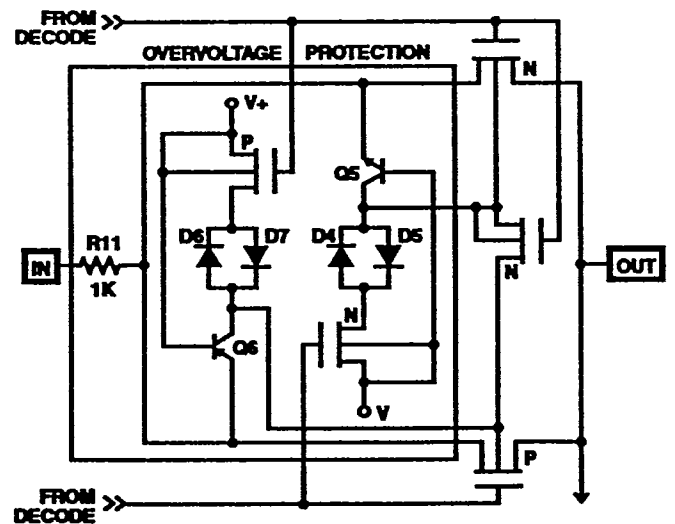 FROM
DECODE
OVERVOLTAGE PROTECTION
N
V+
P
Q5
D6
D7
D4
D5
R11
IN
1K
N
OUT
N
Q6
V
P
FROM
DECODE